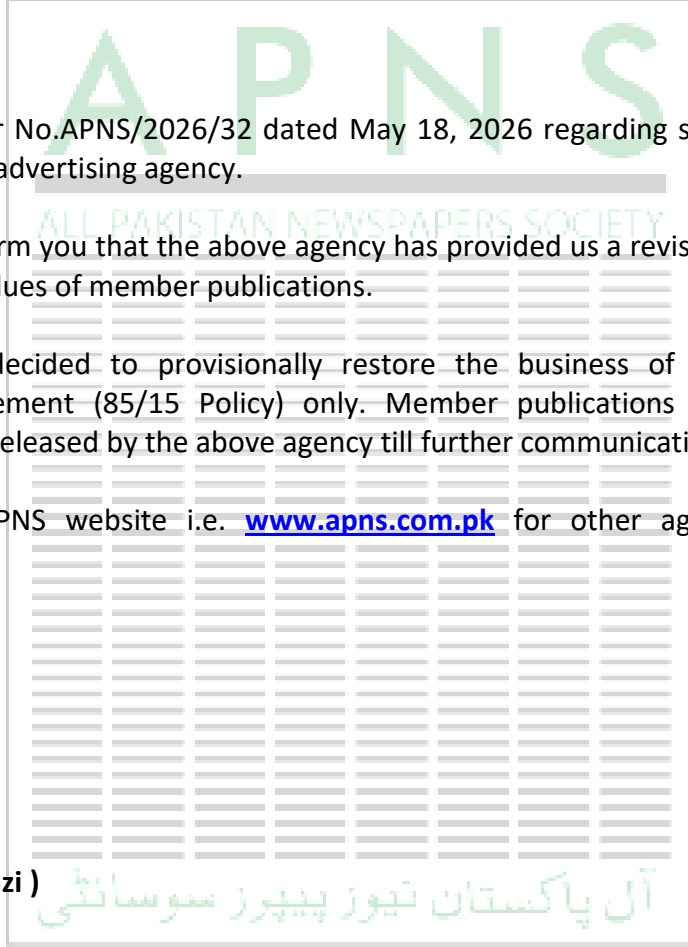 A P N S
r No.APNS/2026/32 dated May 18, 2026 regarding s
advertising agency.
ALL PAKISTAN NEWSPAPERS SOCIETY
rm you that the above agency has provided us a revis
dues of member publications.
decided to provisionally restore the business of
ement (85/15 Policy) only. Member publications
eleased by the above agency till further communicati
PNS website i.e. www.apns.com.pk for other ag
zi )
آل پاکستان نیوز پیپرز سوسائٹی